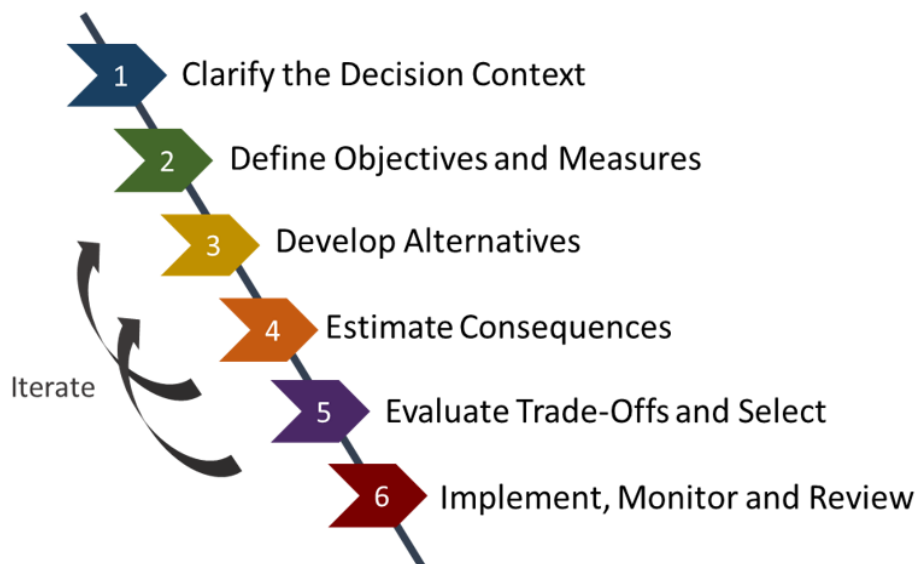 1 Clarify the Decision Context
2 Define Objectives and Measures
3 Develop Alternatives
4 Estimate Consequences
Iterate
5 Evaluate Trade-Offs and Select
6 Implement, Monitor and Review